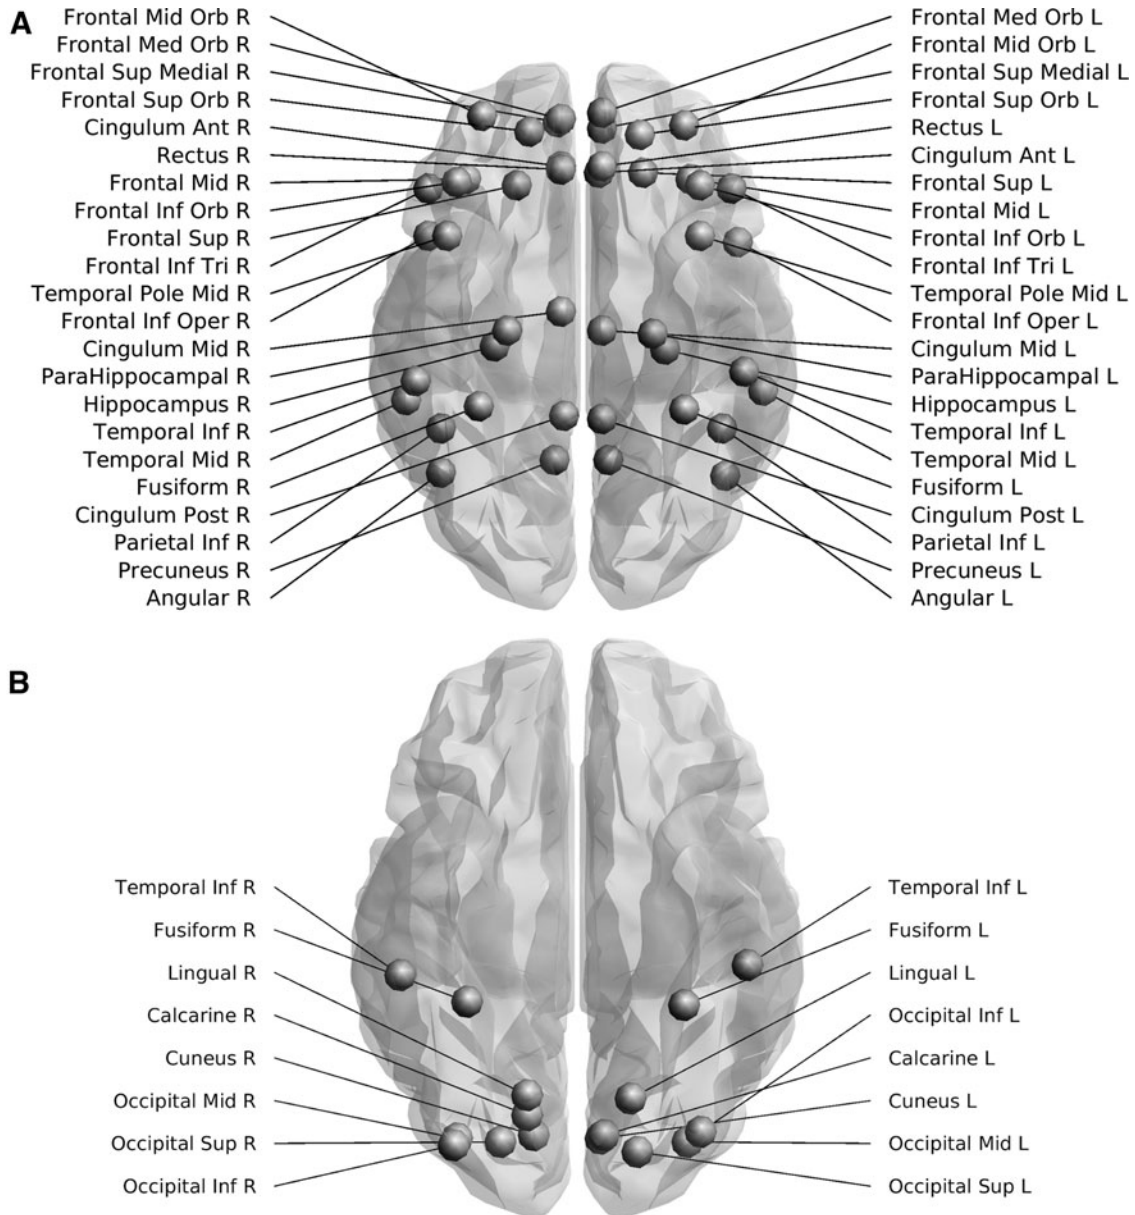 A
Frontal Mid Orb R
Frontal Med Orb R
Frontal Sup Medial R
Frontal Sup Orb R
Cingulum Ant R
Rectus R
Frontal Mid R
Frontal Inf Orb R
Frontal Sup R
Frontal Inf Tri R
Temporal Pole Mid R
Frontal Inf Oper R
Cingulum Mid R
ParaHippocampal R
Hippocampus R
Temporal Inf R
Temporal Mid R
Fusiform R
Cingulum Post R
Parietal Inf R
Precuneus R
Angular R
Frontal Med Orb L
Frontal Mid Orb L
Frontal Sup Medial L
Frontal Sup Orb L
Rectus L
Cingulum Ant L
Frontal Sup L
Frontal Mid L
Frontal Inf Orb L
Frontal Inf Tri L
Temporal Pole Mid L
Frontal Inf Oper L
Cingulum Mid L
ParaHippocampal L
Hippocampus L
Temporal Inf L
Temporal Mid L
Fusiform L
Cingulum Post L
Parietal Inf L
Precuneus L
Angular L
B
Temporal Inf R
Fusiform R
Lingual R
Calcarine R
Cuneus R
Occipital Mid R
Occipital Sup R
Occipital Inf R
Temporal Inf L
Fusiform L
Lingual L
Occipital Inf L
Calcarine L
Cuneus L
Occipital Mid L
Occipital Sup L